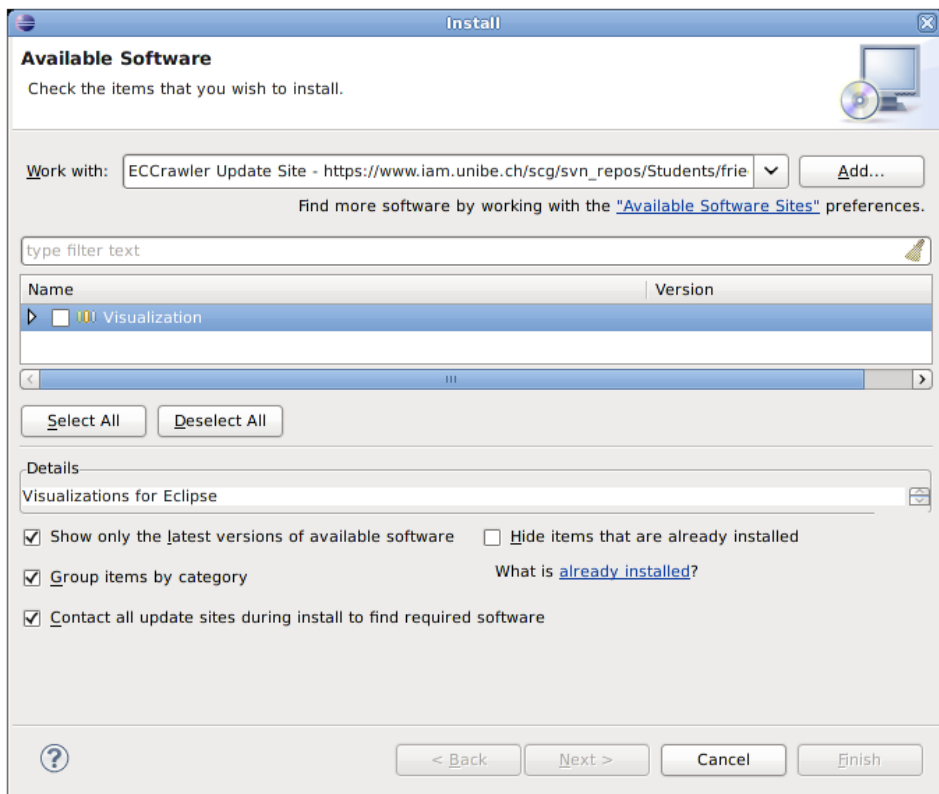 Install
Available Software
Check the items that you wish to install.
Work with: ECCrawler Update Site - https://www.iam.unibe.ch/scg/svn_repos/Students/frie Add...
Find more software by working with the "Available Software Sites" preferences.
type filter text
Name Version
Visualization
Select All Deselect All
Details
Visualizations for Eclipse
Show only the latest versions of available software Hide items that are already installed
Group items by category What is already installed?
Contact all update sites during install to find required software
? < Back Next > Cancel Finish